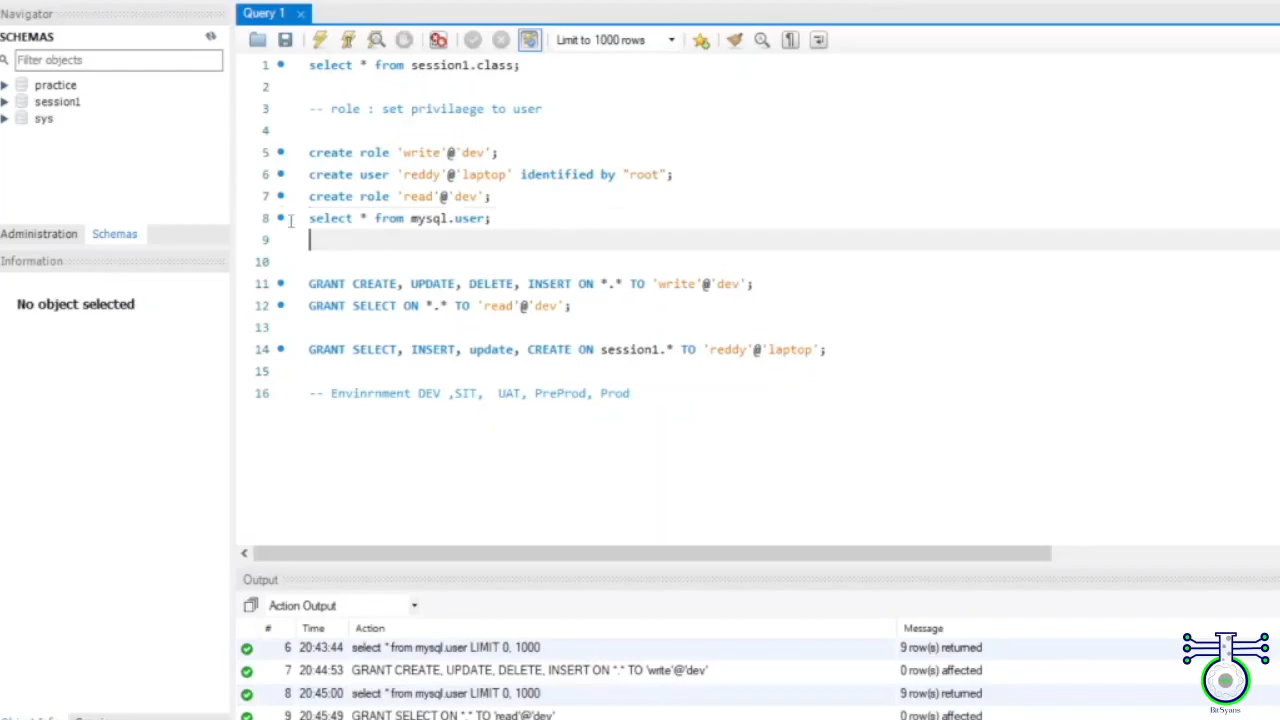 Navigator
SCHEMAS
Filter objects
practice
session1
sys
Administration Schemas
Information
No object selected
Query 1
Limit to 1000 rows
1 select * from session1.class;
2
3 -- role : set privilaege to user
4
5 create role 'write'@'dev';
6 create user 'reddy'@'laptop' identified by "root";
7 create role 'read'@'dev';
8 select * from mysql.user;
9
10
11 GRANT CREATE, UPDATE, DELETE, INSERT ON *.* TO 'write'@'dev';
12 GRANT SELECT ON *.* TO 'read'@'dev';
13
14 GRANT SELECT, INSERT, update, CREATE ON session1.* TO 'reddy'@'laptop';
15
16 -- Envinrnment DEV ,SIT, UAT, PreProd, Prod
Output
Action Output
# Time Action Message
6 20:43:44 select * from mysql.user LIMIT 0, 1000 9 row(s) returned
7 20:44:53 GRANT CREATE, UPDATE, DELETE, INSERT ON *.* TO 'write'@'dev' 0 row(s) affected
8 20:45:00 select * from mysql.user LIMIT 0, 1000 9 row(s) returned
9 20:45:49 GRANT SELECT ON *.* TO 'read'@'dev' 0 row(s) affected
BitSyans